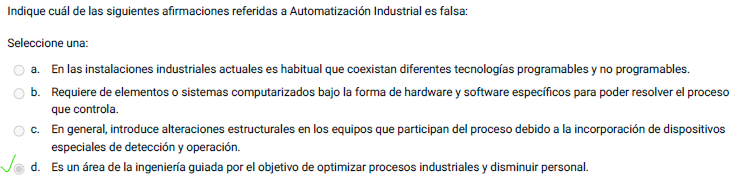 Indique cuál de las siguientes afirmaciones referidas a Automatización Industrial es falsa:
Seleccione una:
a. En las instalaciones industriales actuales es habitual que coexistan diferentes tecnologías programables y no programables.
b. Requiere de elementos o sistemas computarizados bajo la forma de hardware y software específicos para poder resolver el proceso
que controla.
c. En general, introduce alteraciones estructurales en los equipos que participan del proceso debido a la incorporación de dispositivos
especiales de detección y operación.
d. Es un área de la ingeniería guiada por el objetivo de optimizar procesos industriales y disminuir personal.